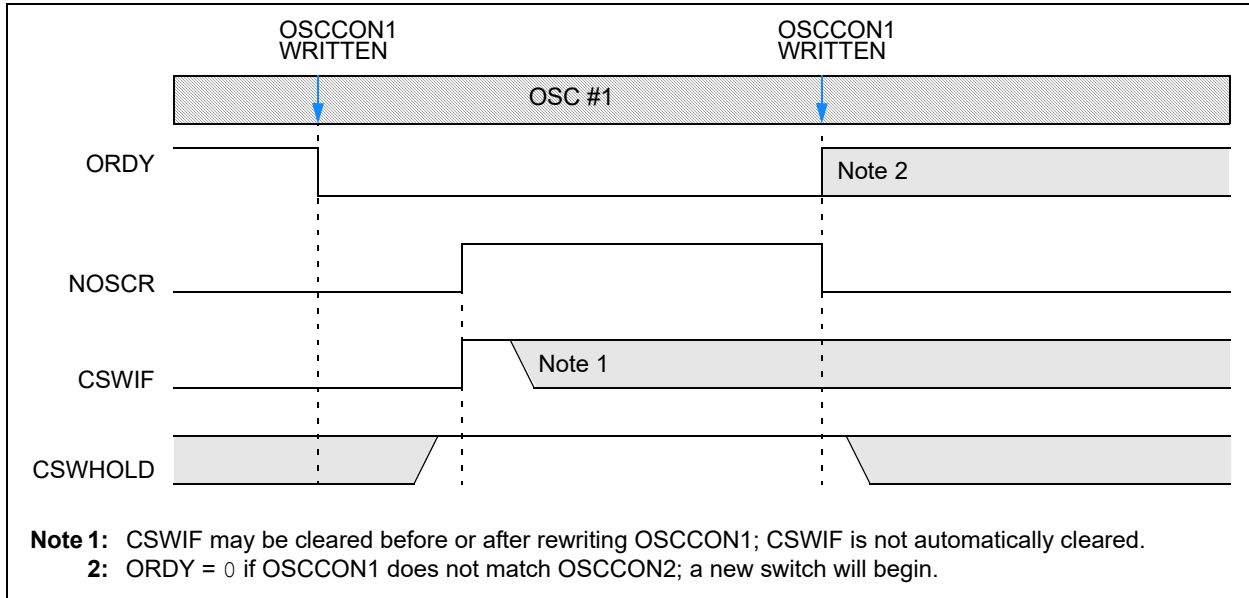 OSCCON1 OSCCON1
WRITTEN WRITTEN
OSC #1
ORDY
Note 2
NOSCR
CSWIF
Note 1
CSWHOLD
Note 1: CSWIF may be cleared before or after rewriting OSCCON1; CSWIF is not automatically cleared.
2: ORDY = 0 if OSCCON1 does not match OSCCON2; a new switch will begin.